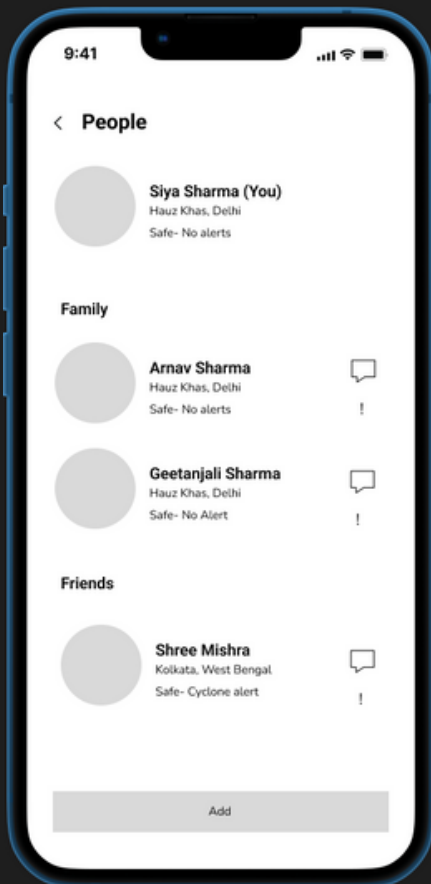 9:41
People
Siya Sharma (You)
Hauz Khas, Delhi
Safe- No alerts
Family
Arnav Sharma
Hauz Khas, Delhi
Safe- No alerts
!
Geetanjali Sharma
Hauz Khas, Delhi
Safe- No Alert
!
Friends
Shree Mishra
Kolkata, West Bengal
Safe- Cyclone alert
!
Add